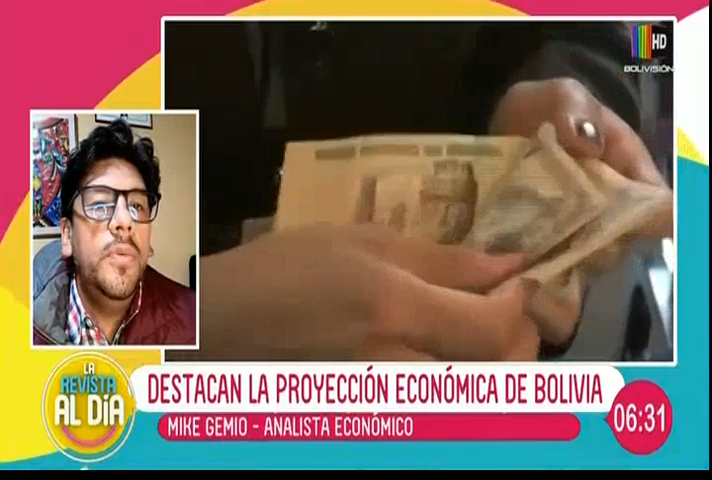 HD
BOLIVISIÓN
LA
REVISTA
AL DÍA
DESTACAN LA PROYECCIÓN ECONÓMICA DE BOLIVIA
MIKE GEMIO - ANALISTA ECONÓMICO
06:31